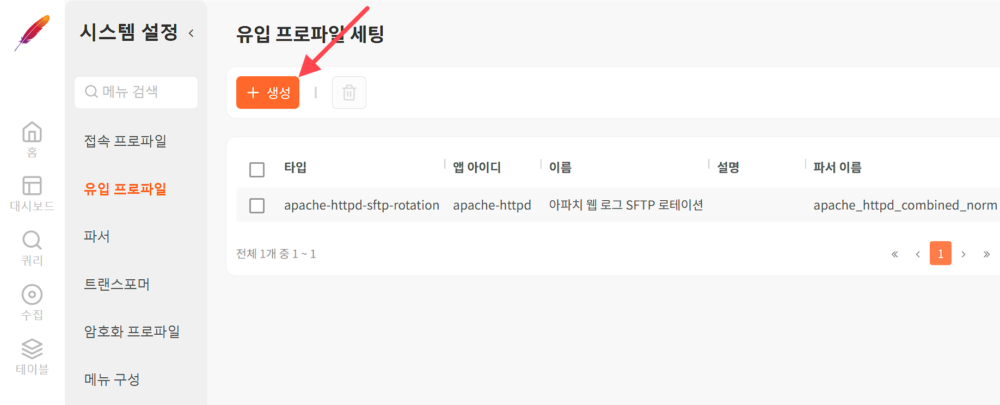 시스템 설정
메뉴 검색
홈
대시보드
쿼리
수집
테이블
접속 프로파일
유입 프로파일
파서
트랜스포머
암호화 프로파일
메뉴 구성
유입 프로파일 세팅
+ 생성
타입 앱 아이디 이름 설명 파서 이름
apache-httpd-sftp-rotation apache-httpd 아파치 웹 로그 SFTP 로테이션 apache_httpd_combined_norm
전체 1개 중 1 ~ 1
« ‹ 1 › »